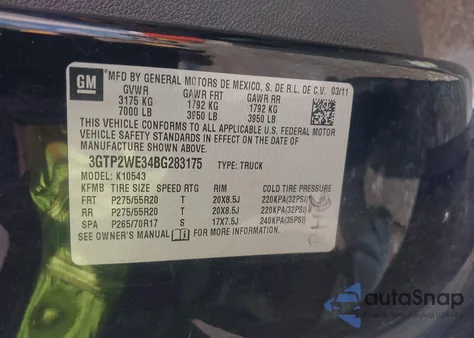 GM MFD BY GENERAL MOTORS DE MEXICO, S. DE R.L. DE C.V. 03/11
GVWR GAWR FRT GAWR RR
3175 KG 1792 KG 1792 KG
7000 LB 3950 LB 3950 LB
THIS VEHICLE CONFORMS TO ALL APPLICABLE U.S. FEDERAL MOTOR
VEHICLE SAFETY STANDARDS IN EFFECT ON THE DATE OF
MANUFACTURE SHOWN ABOVE.
3GTP2WE34BG283175 TYPE: TRUCK
MODEL: K10543
KFMB TIRE SIZE SPEED RTG RIM COLD TIRE PRESSURE
FRT P275/55R20 T 20X8.5J 220KPA(32PSI)
RR P275/55R20 T 20X8.5J 220KPA(32PSI)
SPA P265/70R17 S 17X7.5J 240KPA(35PSI)
SEE OWNER'S MANUAL FOR MORE INFORMATION
autoSnap